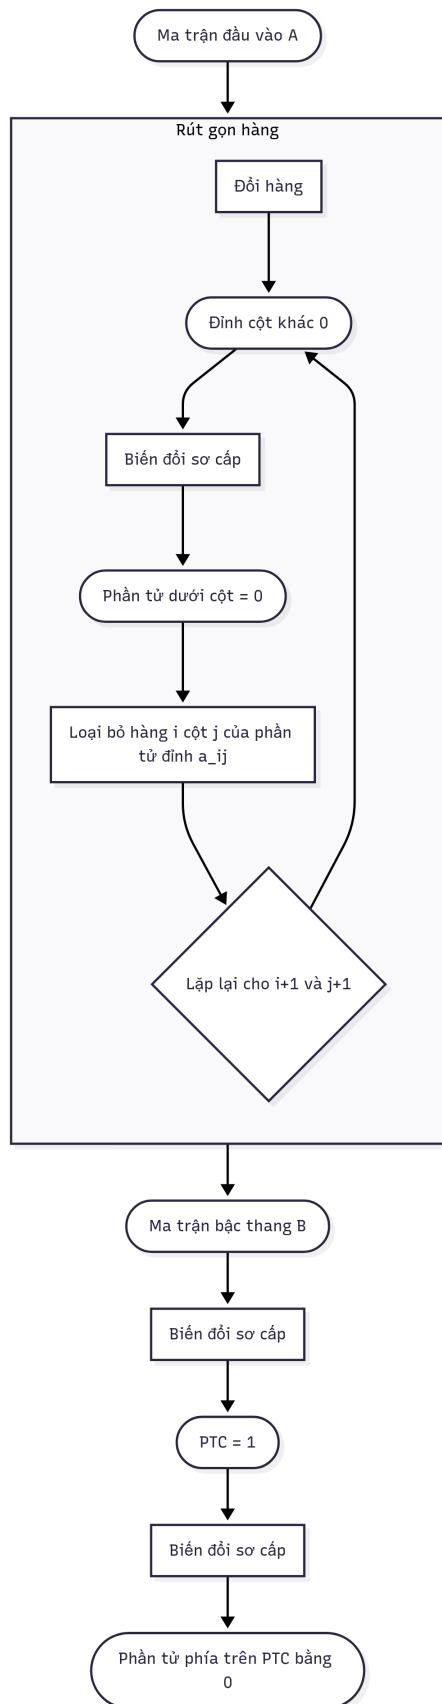 Ma trận đầu vào A
Rút gọn hàng
Đổi hàng
Đỉnh cột khác 0
Biến đổi sơ cấp
Phần tử dưới cột = 0
Loại bỏ hàng i cột j của phần
tử đỉnh a_ij
Lặp lại cho i+1 và j+1
Ma trận bậc thang B
Biến đổi sơ cấp
PTC = 1
Biến đổi sơ cấp
Phần tử phía trên PTC bằng
0